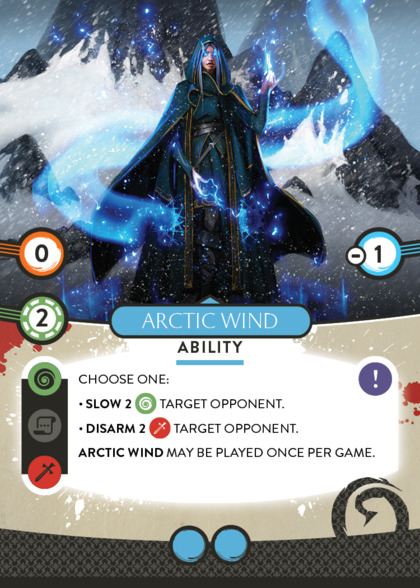 0
- 1
2
ARCTIC WIND
ABILITY
CHOOSE ONE:
• SLOW 2 TARGET OPPONENT.
• DISARM 2 TARGET OPPONENT.
ARCTIC WIND MAY BE PLAYED ONCE PER GAME.
!